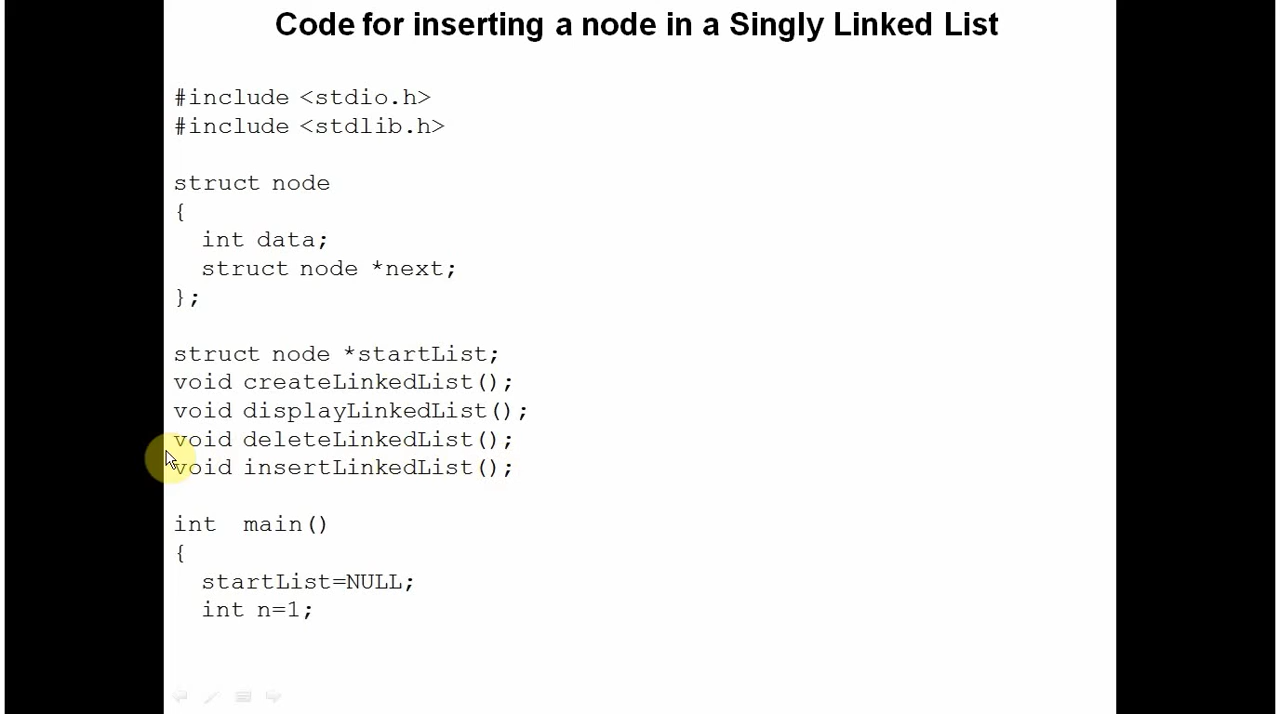 Code for inserting a node in a Singly Linked List
#include <stdio.h>
#include <stdlib.h>
struct node
{
int data;
struct node *next;
};
struct node *startList;
void createLinkedList();
void displayLinkedList();
void deleteLinkedList();
void insertLinkedList();
int main()
{
startList=NULL;
int n=1;